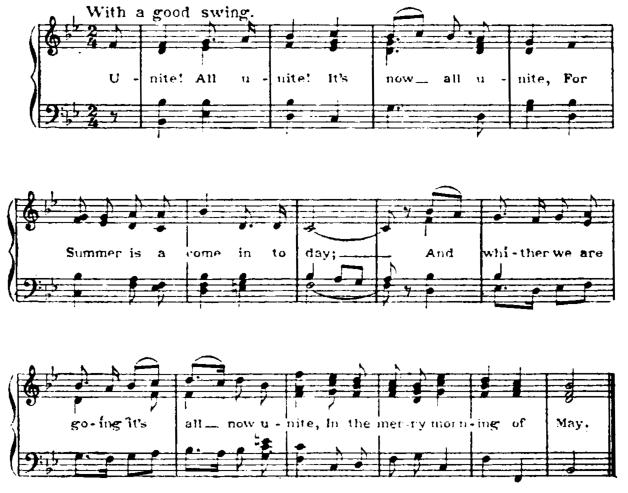 With a good swing.
U - nite! All u - nite! It's now_ all u - nite, For
Summer is a come in to day;____ And whi-ther we are
go-ing it's all_ now u - nite, In the mer-ry morn-ing of May.